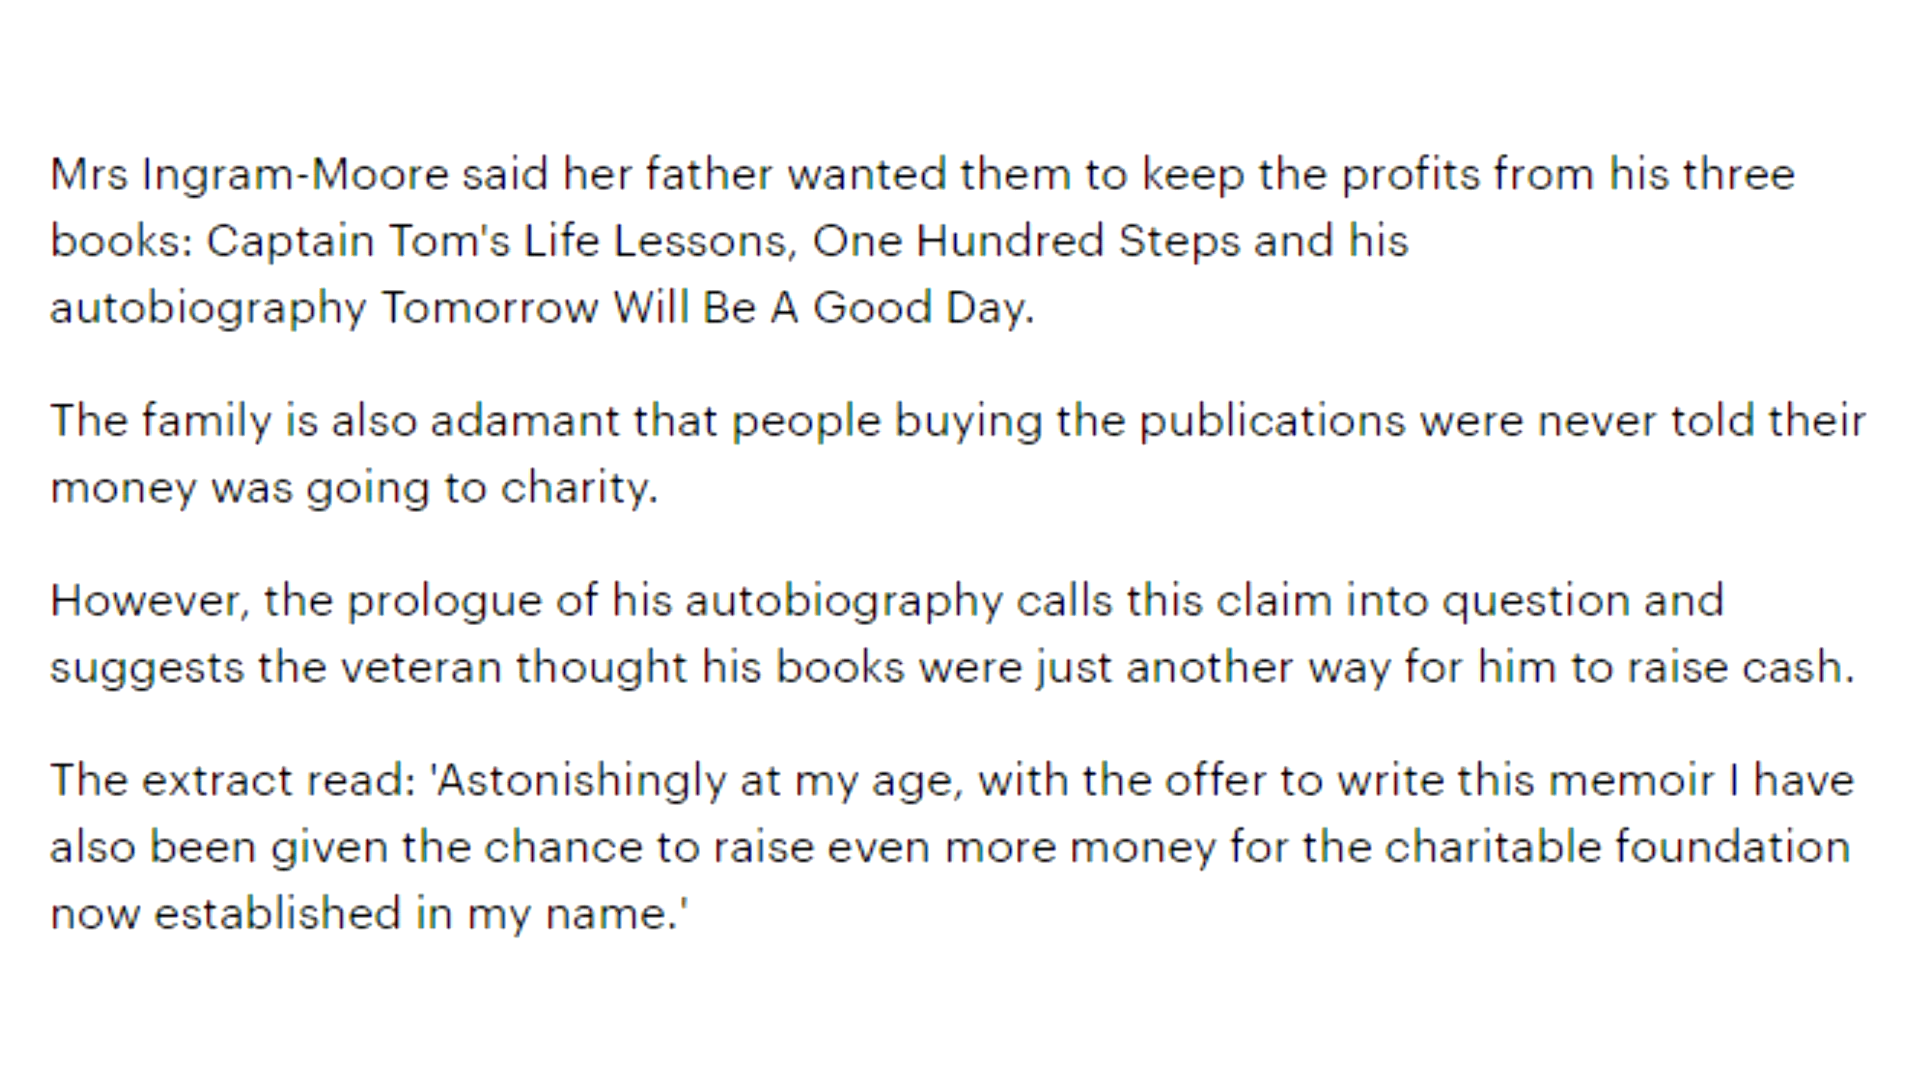 Mrs Ingram-Moore said her father wanted them to keep the profits from his three
books: Captain Tom's Life Lessons, One Hundred Steps and his
autobiography Tomorrow Will Be A Good Day.
The family is also adamant that people buying the publications were never told their
money was going to charity.
However, the prologue of his autobiography calls this claim into question and
suggests the veteran thought his books were just another way for him to raise cash.
The extract read: 'Astonishingly at my age, with the offer to write this memoir I have
also been given the chance to raise even more money for the charitable foundation
now established in my name.'